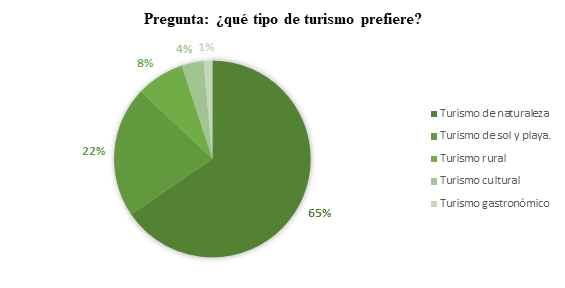 Pregunta: ¿qué tipo de turismo prefiere?
4%
1%
8%
22%
65%
Turismo de naturaleza
Turismo de sol y playa.
Turismo rural
Turismo cultural
Turismo gastronómico